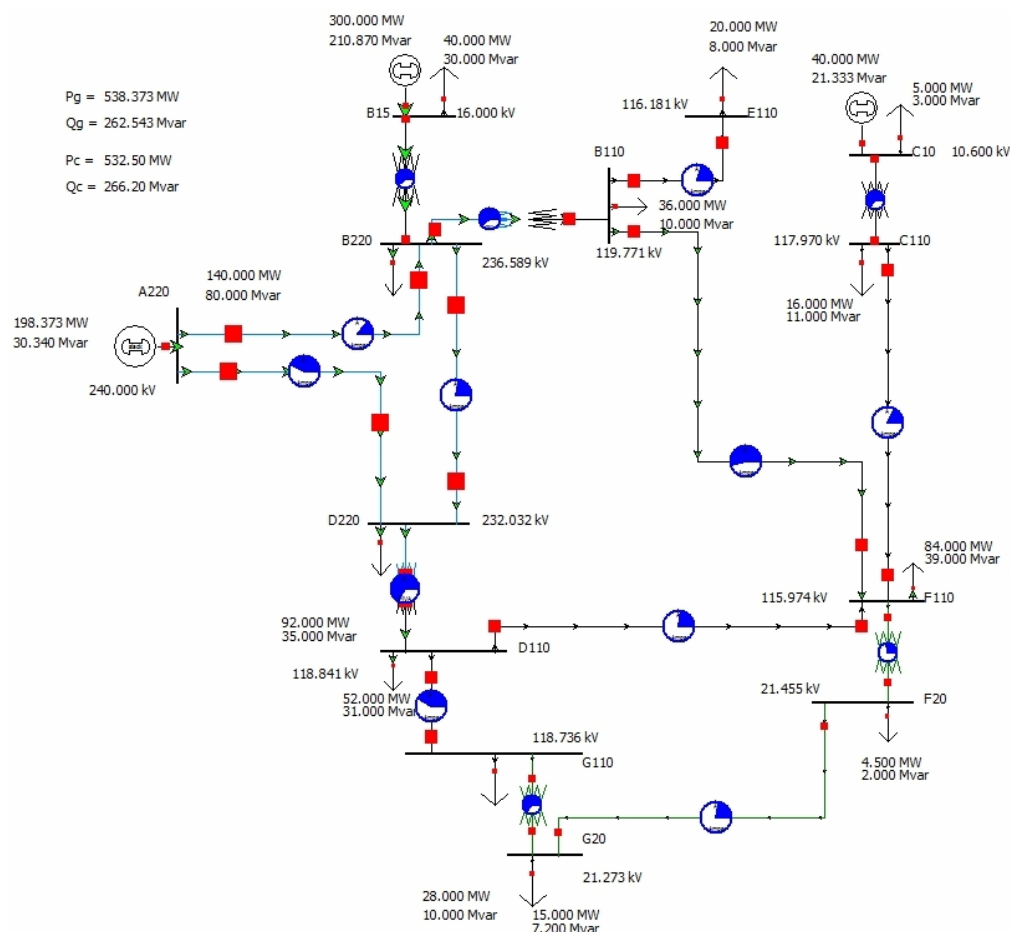 300.000 MW
210.870 Mvar
40.000 MW
30.000 Mvar
20.000 MW
8.000 Mvar
40.000 MW
21.333 Mvar
5.000 MW
3.000 Mvar
Pg = 538.373 MW
Qg = 262.543 Mvar
Pc = 532.50 MW
Qc = 266.20 Mvar
B15
16.000 kV
116.181 kV
E110
C10
10.600 kV
B110
36.000 MW
10.000 Mvar
119.771 kV
117.970 kV
C110
B220
236.589 kV
16.000 MW
11.000 Mvar
140.000 MW
80.000 Mvar
A220
198.373 MW
30.340 Mvar
240.000 kV
D220
232.032 kV
84.000 MW
39.000 Mvar
115.974 kV
F110
92.000 MW
35.000 Mvar
D110
118.841 kV
52.000 MW
31.000 Mvar
21.455 kV
F20
118.736 kV
G110
4.500 MW
2.000 Mvar
G20
21.273 kV
28.000 MW
10.000 Mvar
15.000 MW
7.200 Mvar